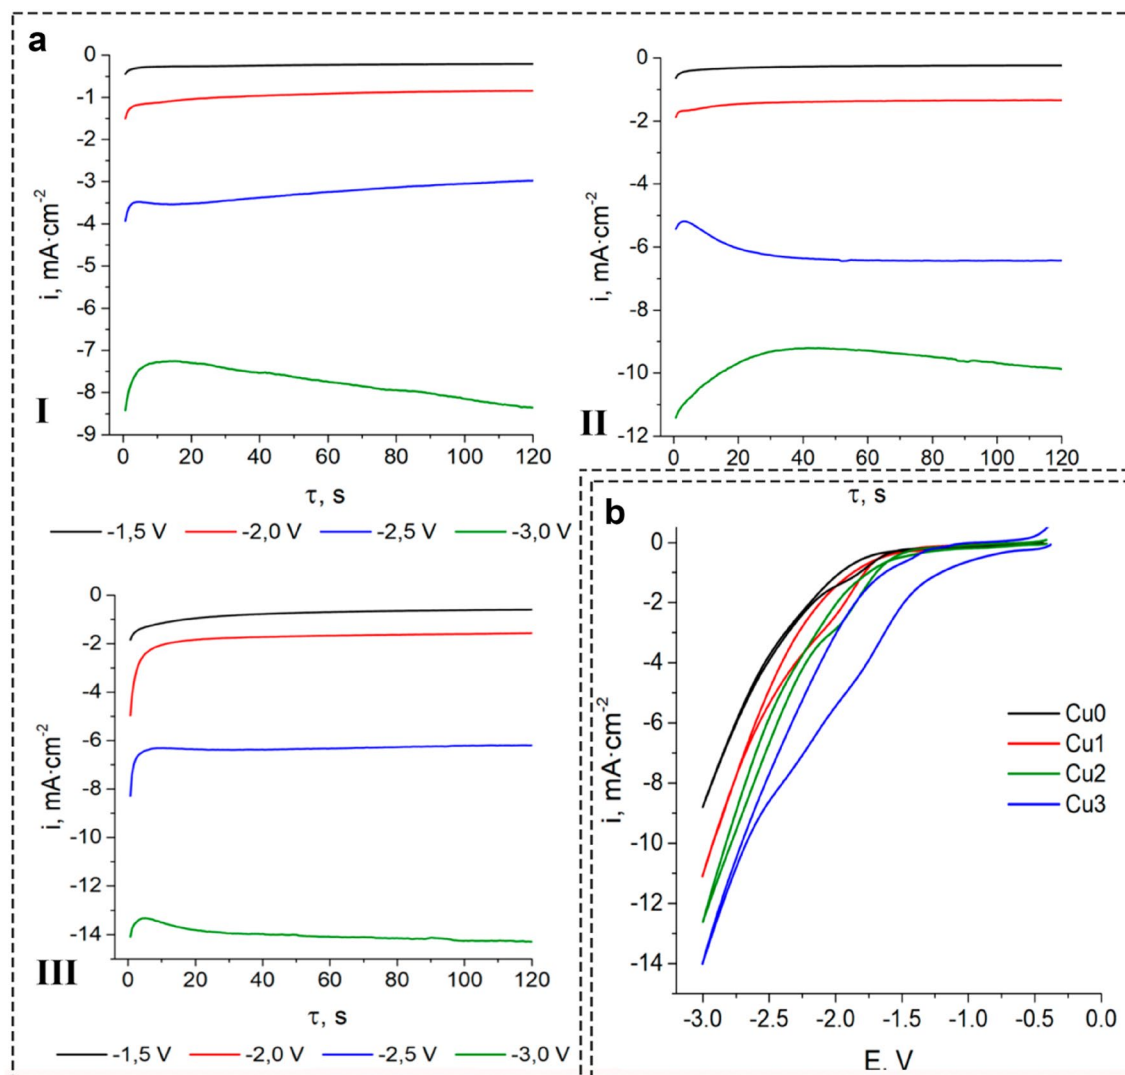 a
0
-1
-2
-3
-4
-5
-6
-7
-8
-9
i, mA·cm-2
0 20 40 60 80 100 120
τ, s
I
0
-2
-4
-6
-8
-10
-12
i, mA·cm-2
0 20 40 60 80 100 120
τ, s
II
-1,5 V -2,0 V -2,5 V -3,0 V
0
-2
-4
-6
-8
-10
-12
-14
i, mA·cm-2
0 20 40 60 80 100 120
τ, s
III
-1,5 V -2,0 V -2,5 V -3,0 V
b
0
-2
-4
-6
-8
-10
-12
-14
i, mA·cm-2
Cu0
Cu1
Cu2
Cu3
-3.0 -2.5 -2.0 -1.5 -1.0 -0.5 0.0
E, V